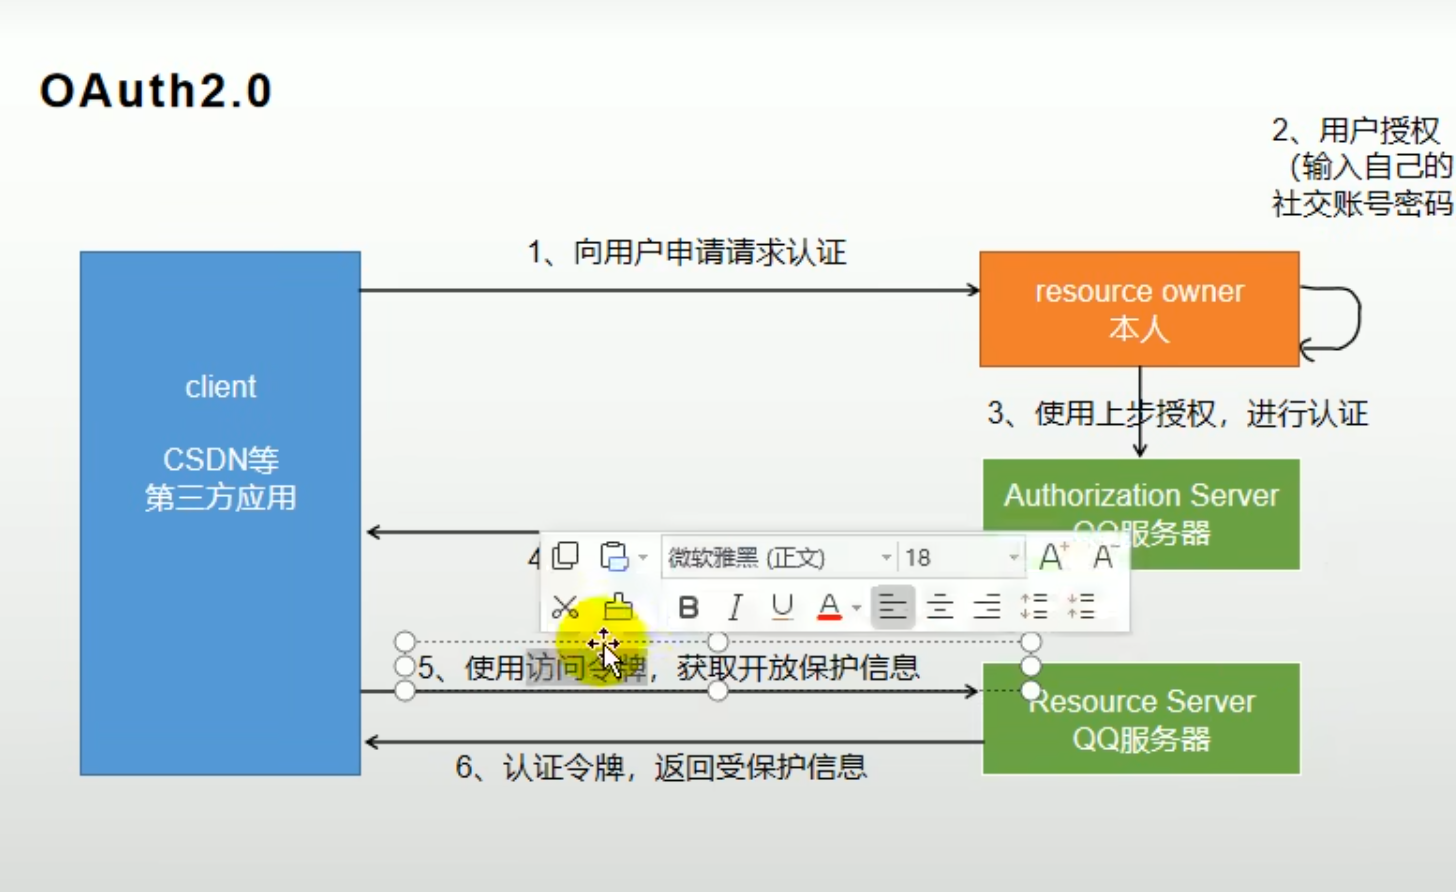 OAuth2.0
2、用户授权
（输入自己的
社交账号密码
1、向用户申请请求认证
resource owner
本人
client
CSDN等
第三方应用
3、使用上步授权，进行认证
Authorization Server
QQ服务器
4
微软雅黑 (正文)
18
A+ A-
B I U A
5、使用访问令牌，获取开放保护信息
Resource Server
QQ服务器
6、认证令牌，返回受保护信息